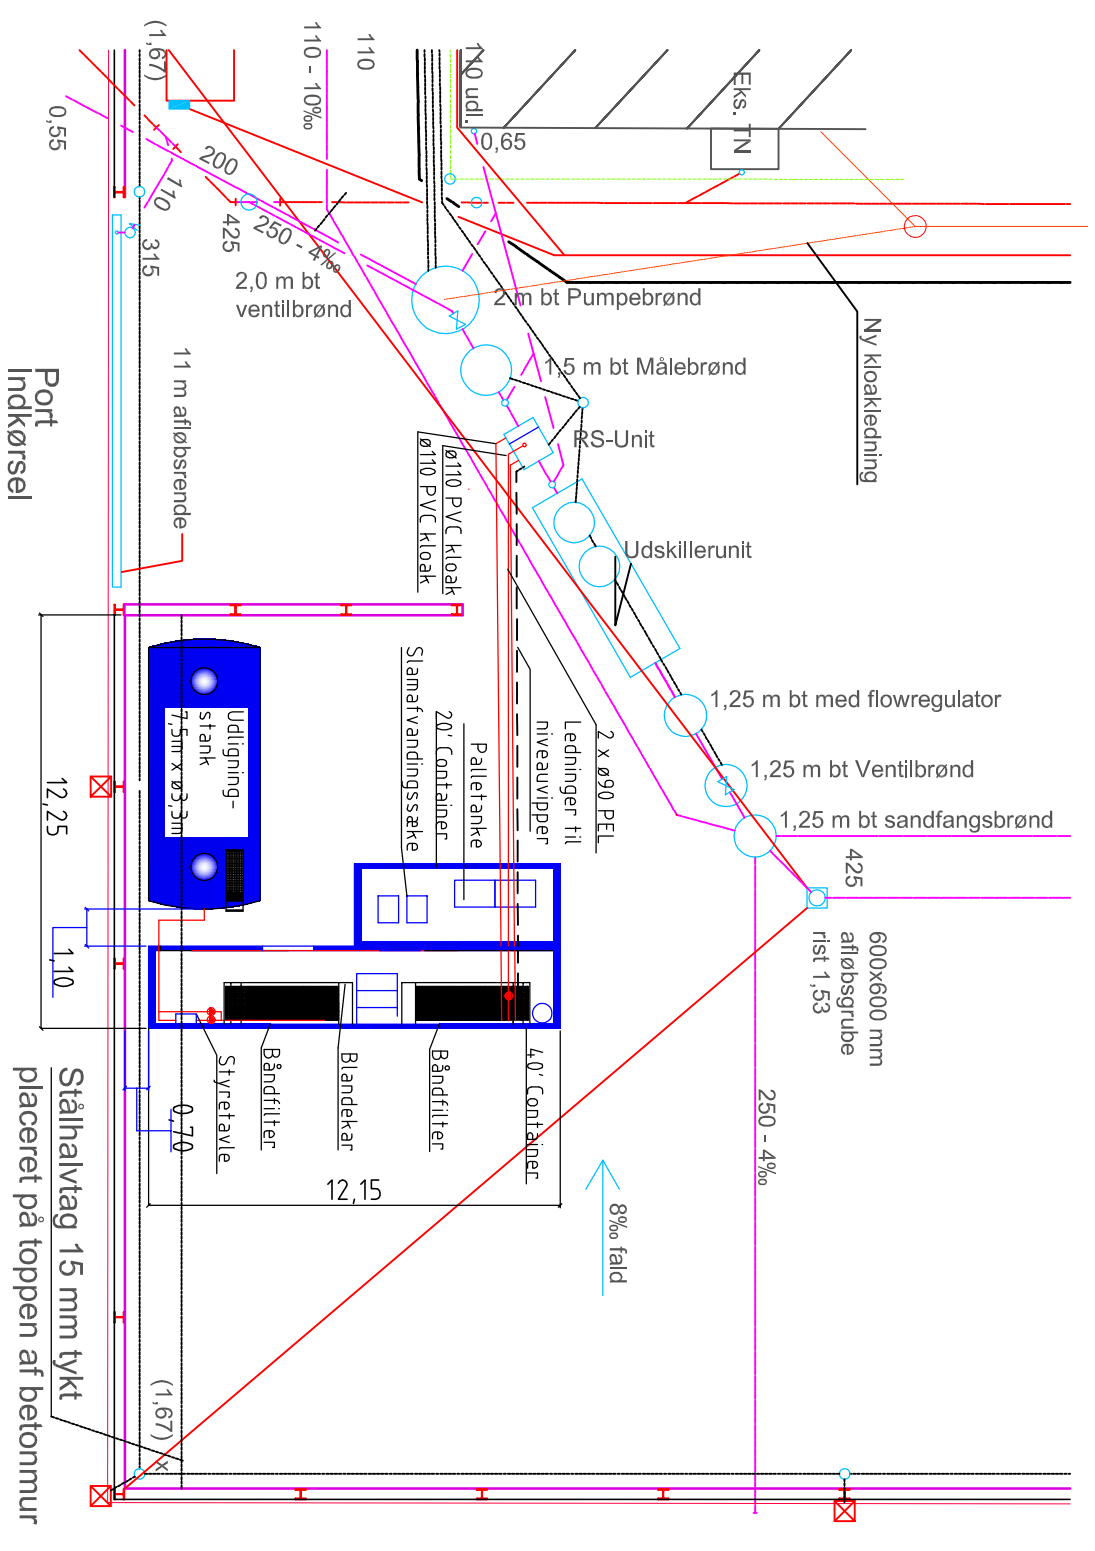 (1,67)
110 - 10‰
110
110 udl.
Eks. TN
0,65
0,55
200
110
425
250 - 4‰
315
2,0 m bt
ventilbrønd
2 m bt Pumpebrønd
Ny kloakledning
1,5 m bt Målebrønd
RS-Unit
Udskillerunit
Port
Indkørsel
11 m afløbsrende
ø110 PVC kloak
ø110 PVC kloak
1,25 m bt med flowregulator
1,25 m bt Ventilbrønd
1,25 m bt sandfangsbrønd
425
600x600 mm
afløbsgrube
rist 1,53
2 x ø90 PEL
Ledninger til
niveauvipper
Palletanke
20' Container
Slamafvandingssæke
Udligning-
stank
7,5m x ø3,3m
12,25
1,10
0,70
Styretavle
Båndfilter
Blandekar
Båndfilter
40' Container
12,15
250 - 4‰
8‰ fald
Stålhalvtag 15 mm tykt
placeret på toppen af betonmur
(1,67)
x